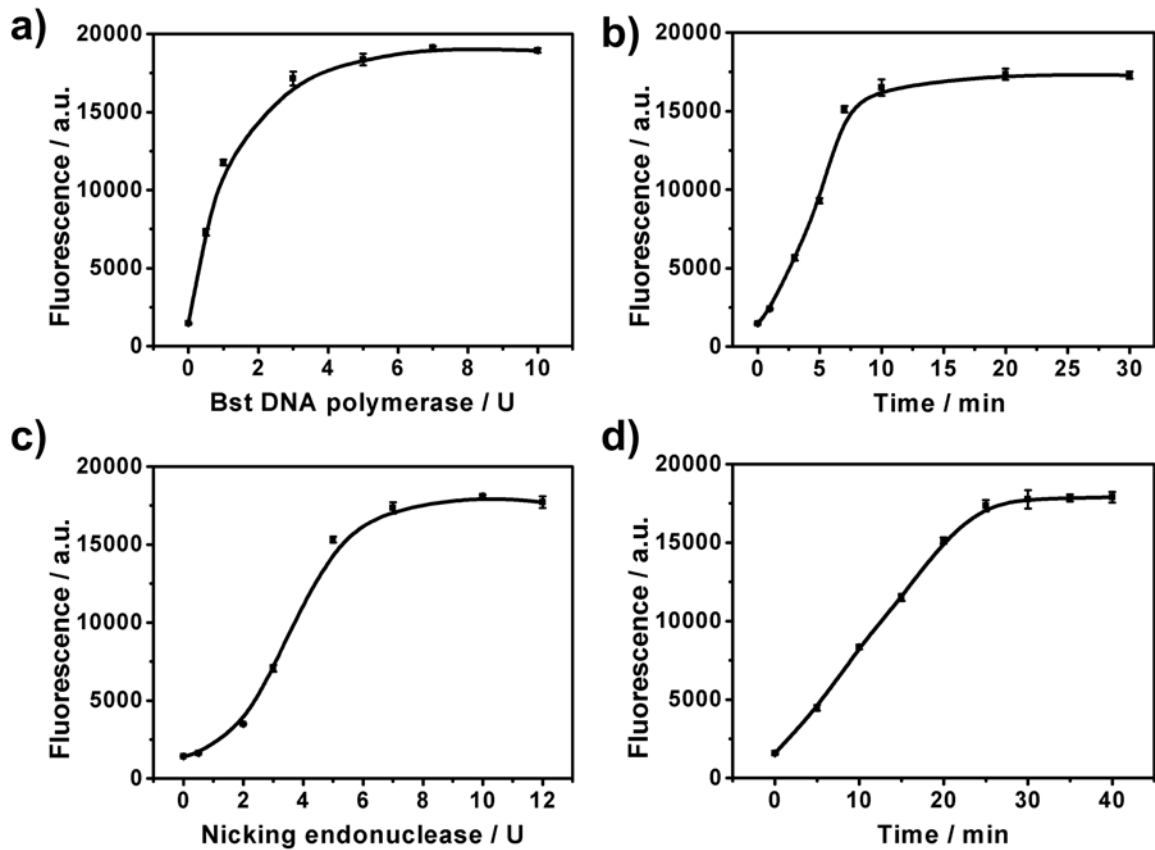 a)
20000
15000
10000
5000
0
Fluorescence / a.u.
0 2 4 6 8 10
Bst DNA polymerase / U
b)
20000
15000
10000
5000
0
Fluorescence / a.u.
0 5 10 15 20 25 30
Time / min
c)
20000
15000
10000
5000
0
Fluorescence / a.u.
0 2 4 6 8 10 12
Nicking endonuclease / U
d)
20000
15000
10000
5000
0
Fluorescence / a.u.
0 10 20 30 40
Time / min